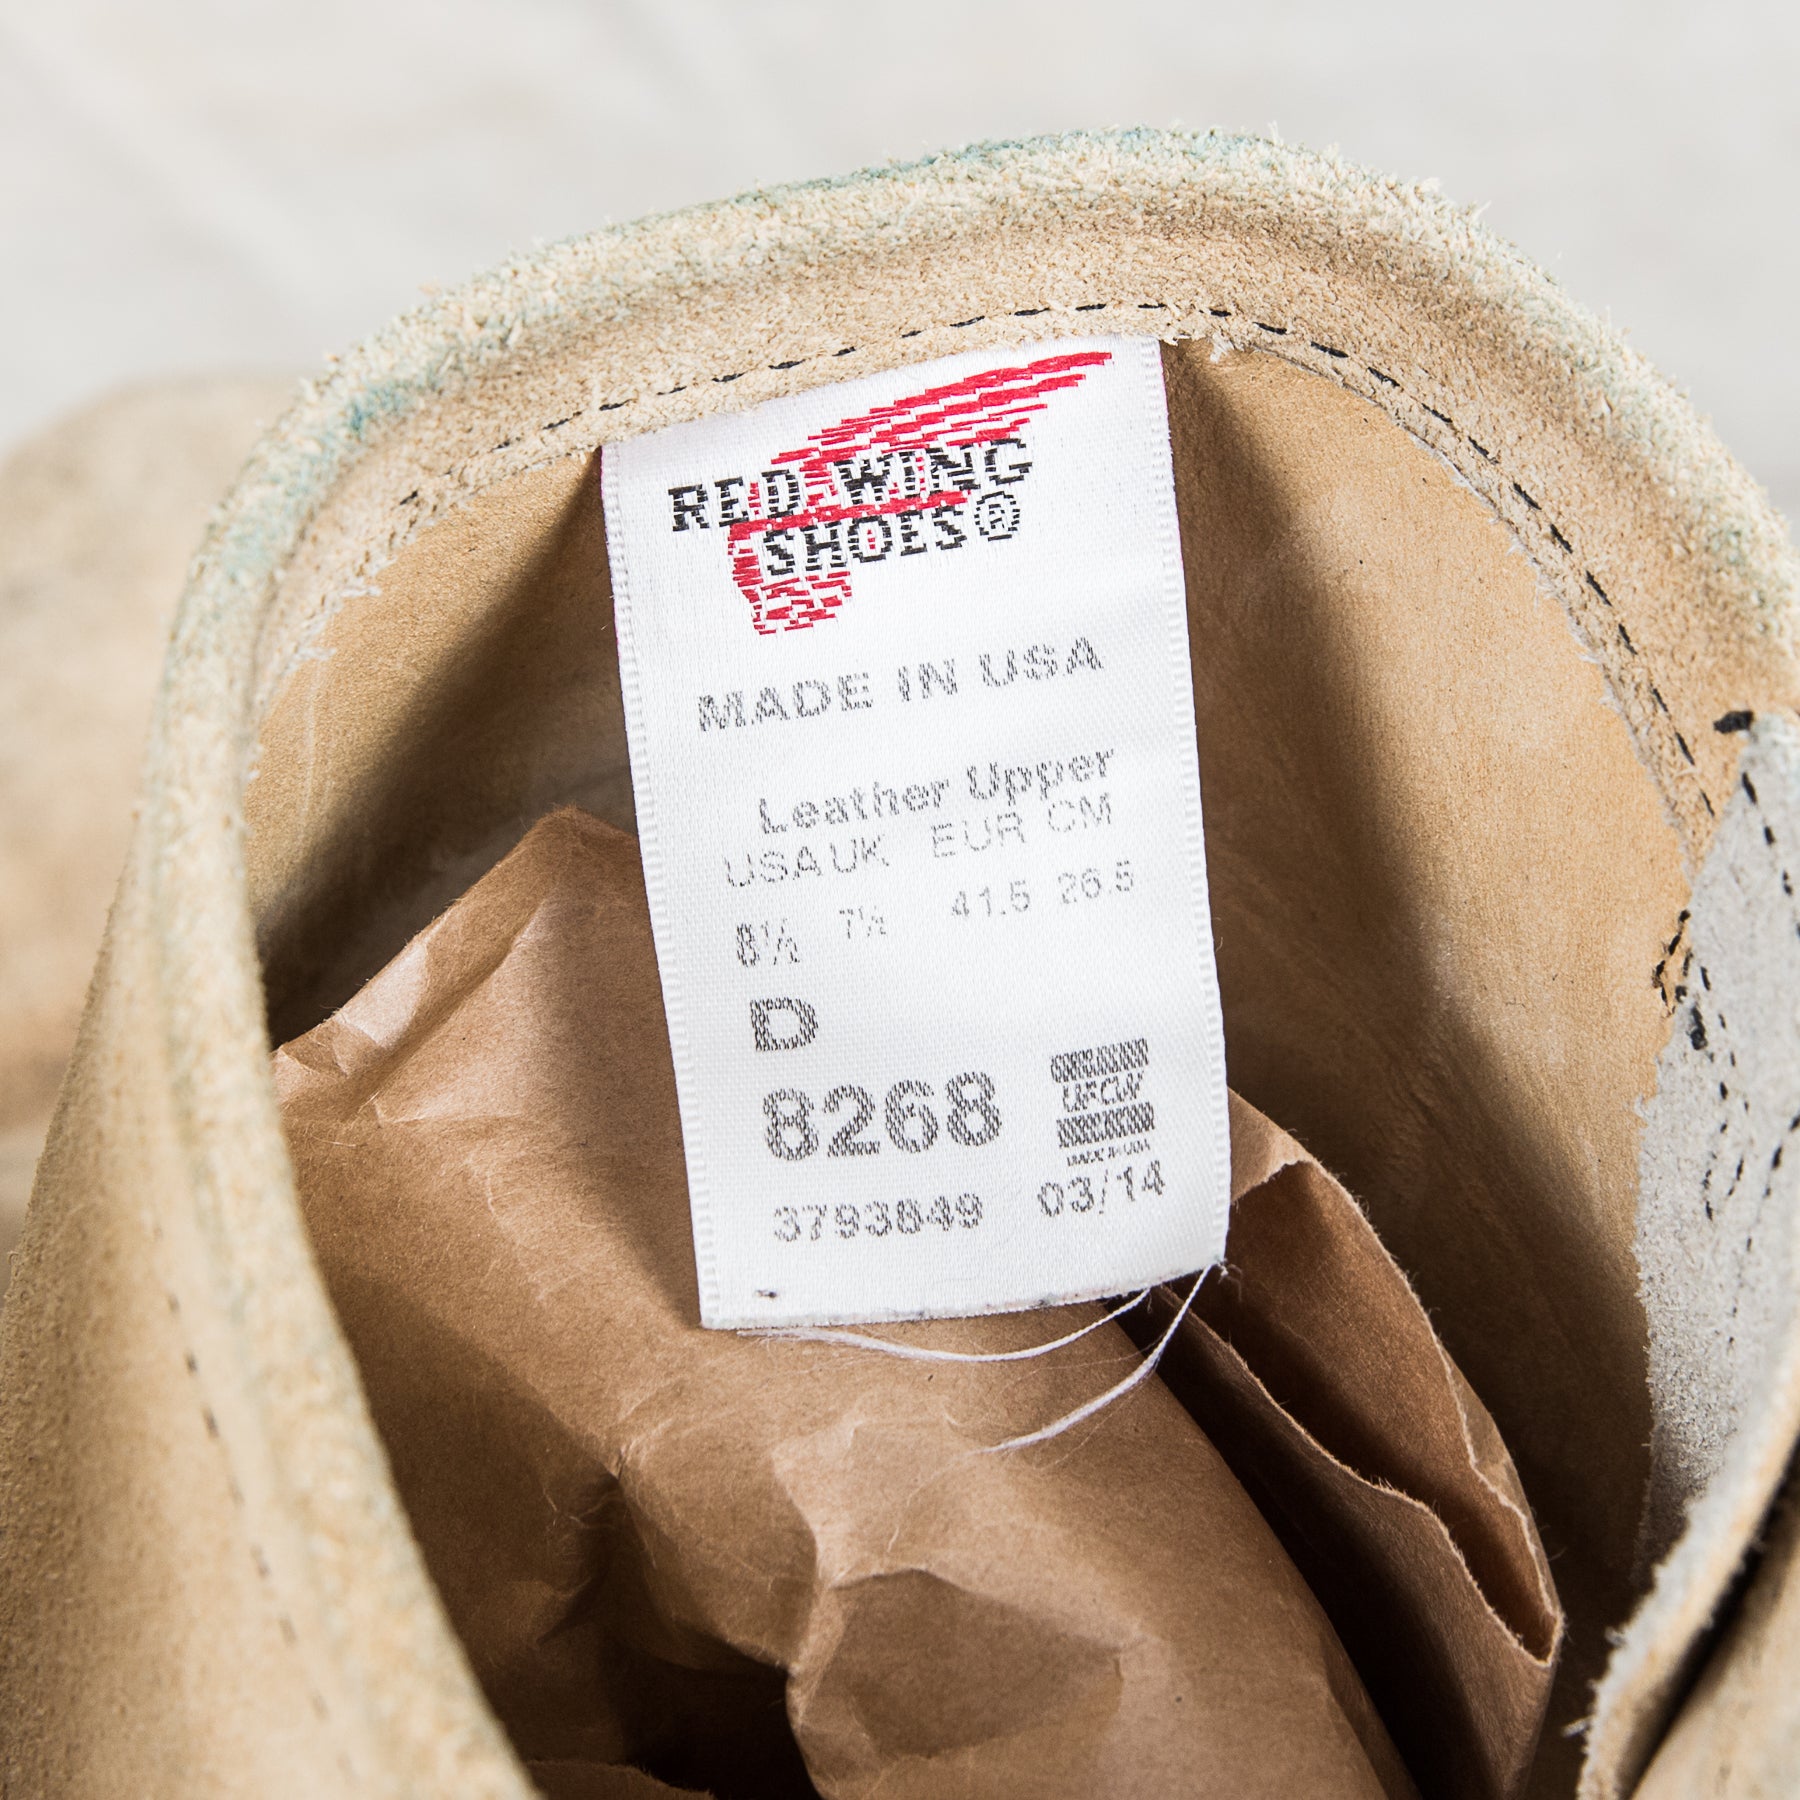 RED WING
SHOES®
MADE IN USA
Leather Upper
USA UK EUR CM
8½ 7½ 41.5 26.5
D
8268
UFCW
3793849 03/14